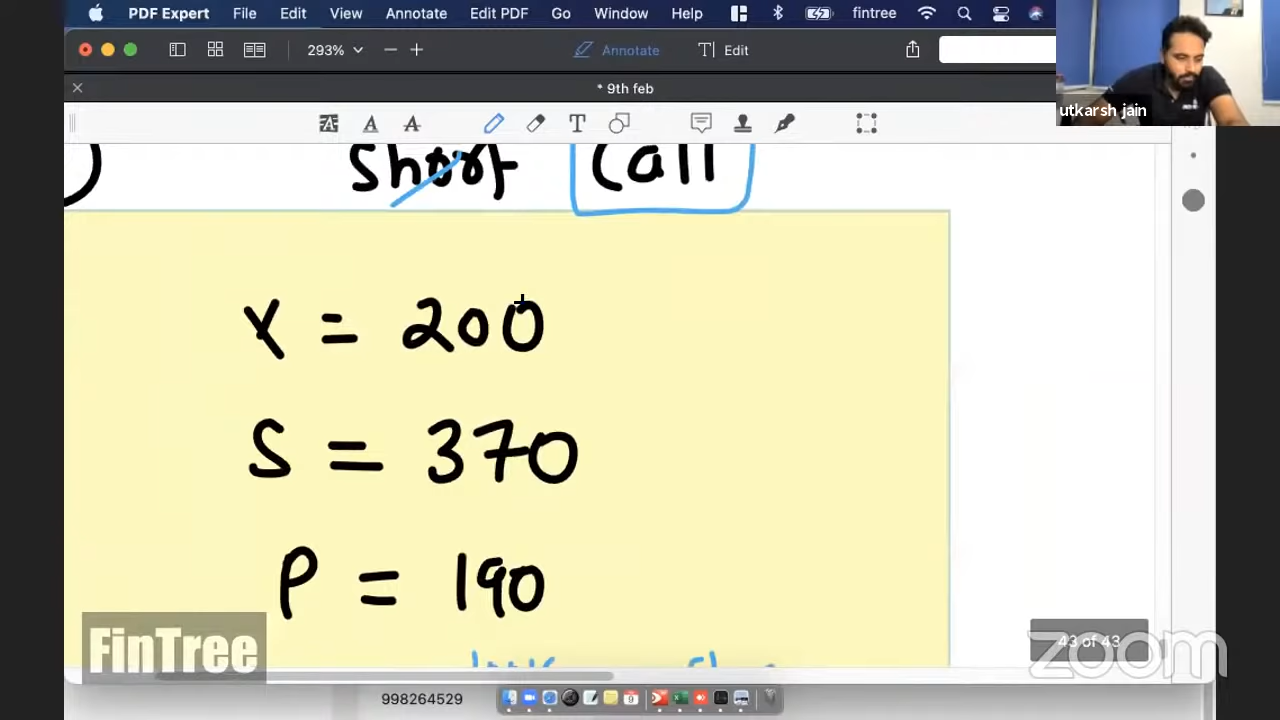 PDF Expert File Edit View Annotate Edit PDF Go Window Help fintree
293% Annotate T Edit
* 9th feb
utkarsh jain
A A A T
Short Call
X = 200
S = 370
P = 190
FinTree
43 of 43
zoom
998264529